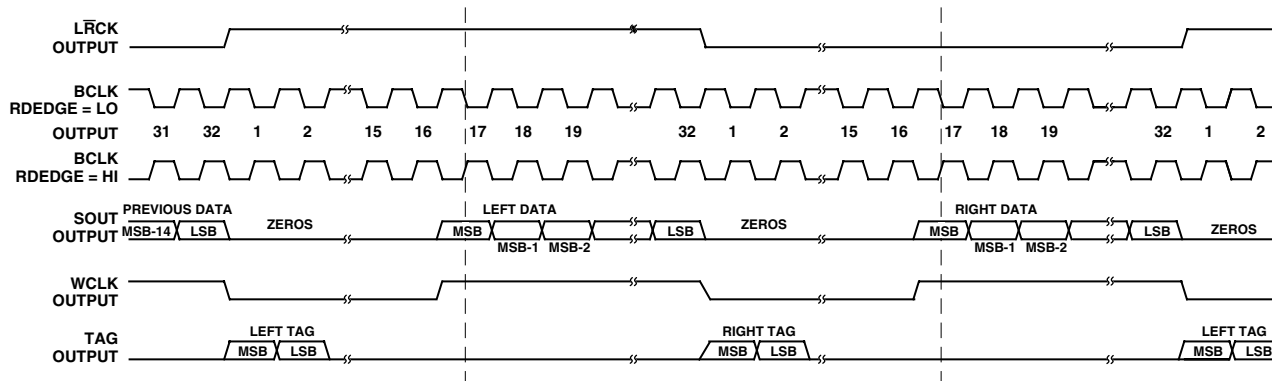 LRCK
OUTPUT
BCLK
RDEDGE = LO
OUTPUT 31 32 1 2 15 16 17 18 19 32 1 2 15 16 17 18 19 32 1 2
BCLK
RDEDGE = HI
PREVIOUS DATA LEFT DATA RIGHT DATA
SOUT ZEROS ZEROS ZEROS
OUTPUT MSB-14 LSB MSB LSB MSB LSB
MSB-1 MSB-2 MSB-1 MSB-2
WCLK
OUTPUT
LEFT TAG RIGHT TAG LEFT TAG
TAG
OUTPUT MSB LSB MSB LSB MSB LSB